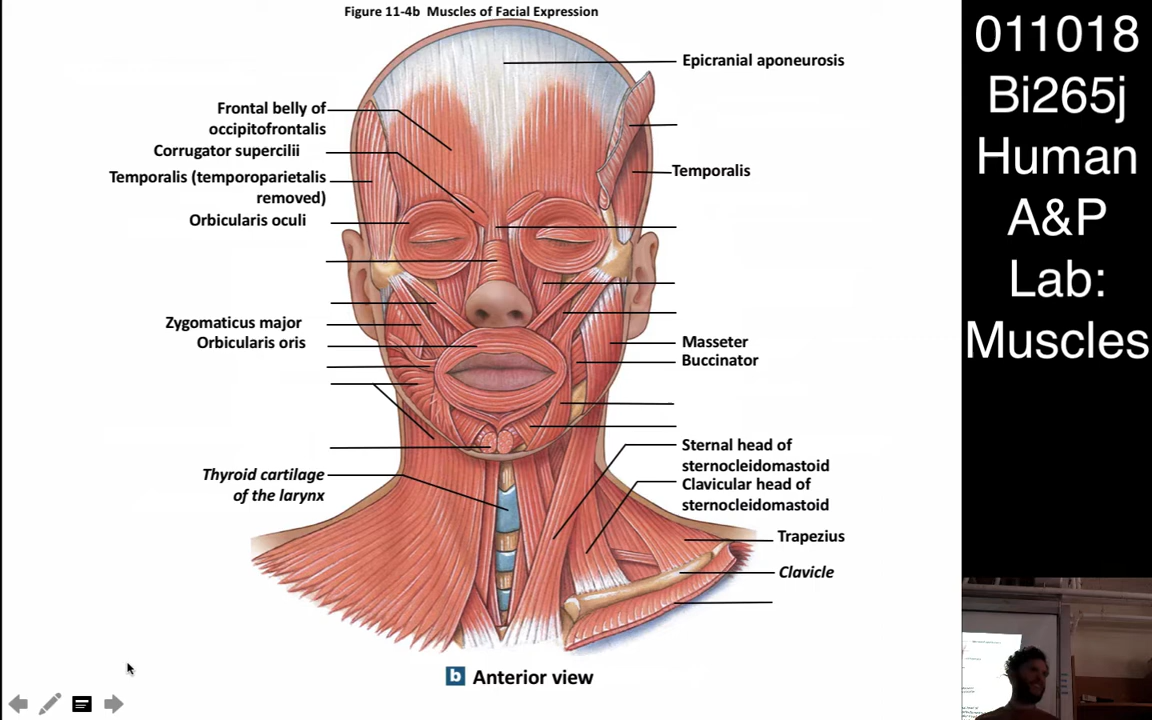 Figure 11-4b  Muscles of Facial Expression
Epicranial aponeurosis
Frontal belly of
occipitofrontalis
Corrugator supercilii
Temporalis (temporoparietalis
removed)
Temporalis
Orbicularis oculi
Zygomaticus major
Orbicularis oris
Masseter
Buccinator
Thyroid cartilage
of the larynx
Sternal head of
sternocleidomastoid
Clavicular head of
sternocleidomastoid
Trapezius
Clavicle
b Anterior view
011018
Bi265j
Human
A&P
Lab:
Muscles